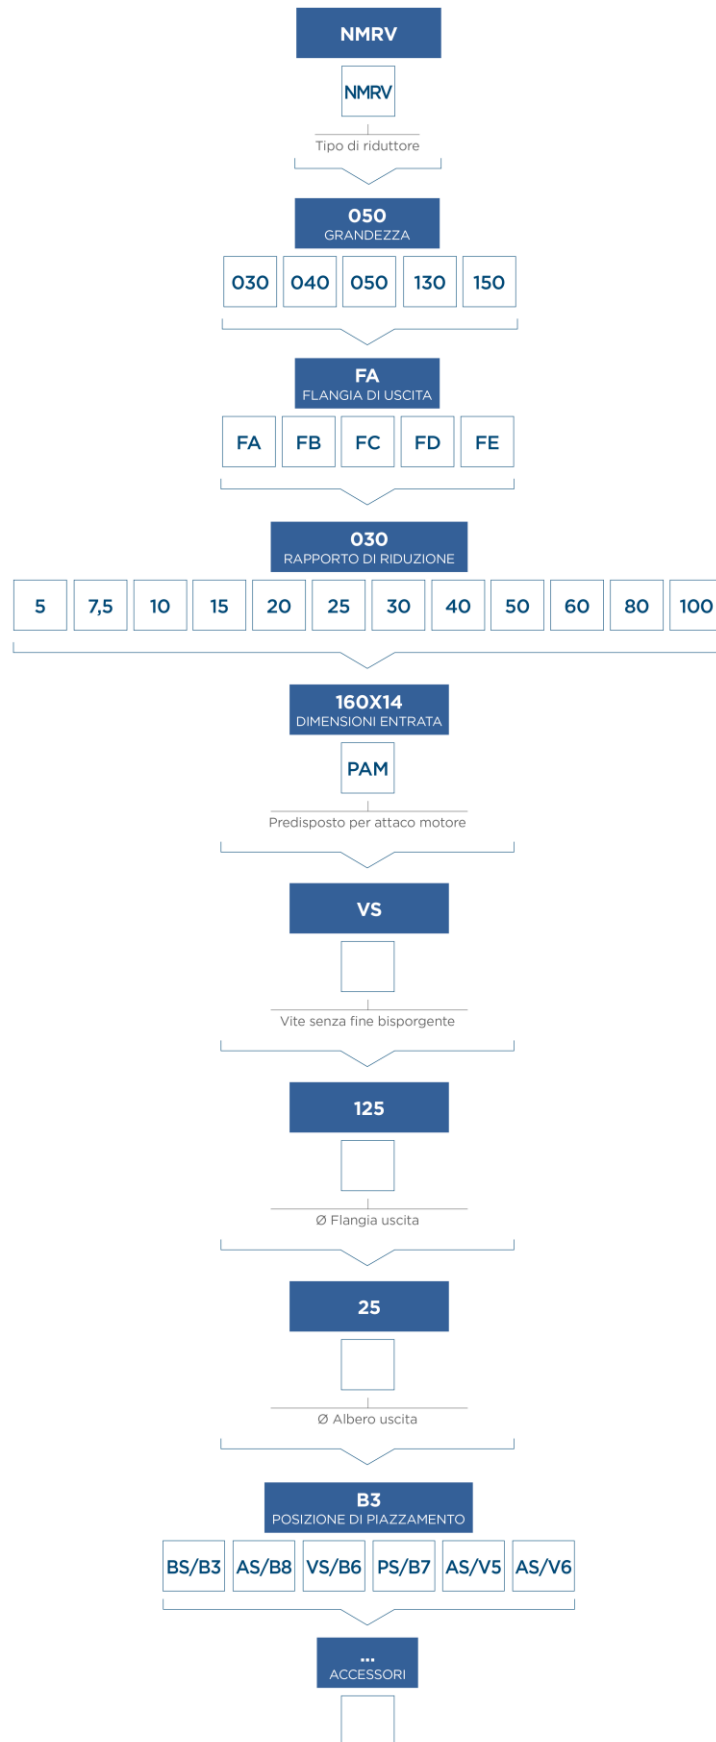 NMRV
NMRV
Tipo di riduttore
050
GRANDEZZA
030 040 050 130 150
FA
FLANGIA DI USCITA
FA FB FC FD FE
030
RAPPORTO DI RIDUZIONE
5 7,5 10 15 20 25 30 40 50 60 80 100
160X14
DIMENSIONI ENTRATA
PAM
Predisposto per attaco motore
VS
Vite senza fine bisporgente
125
Ø Flangia uscita
25
Ø Albero uscita
B3
POSIZIONE DI PIAZZAMENTO
BS/B3 AS/B8 VS/B6 PS/B7 AS/V5 AS/V6
...
ACCESSORI